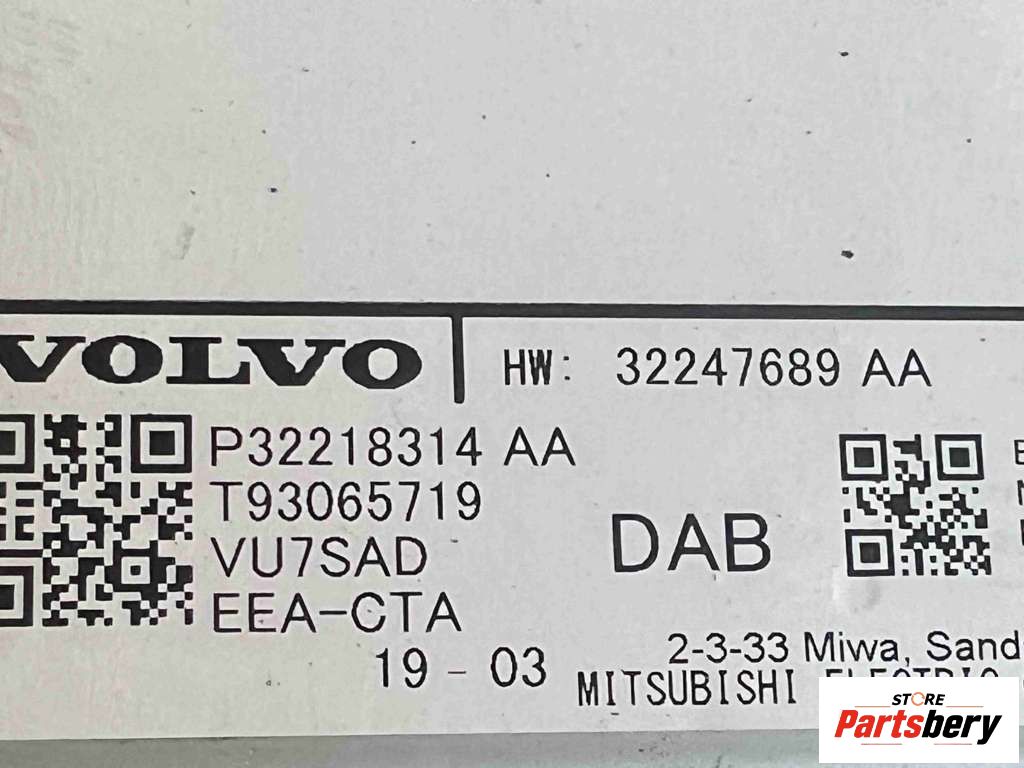 VOLVO
HW: 32247689 AA
P32218314 AA
T93065719
VU7SAD
EEA-CTA
DAB
19 - 03
2-3-33 Miwa, Sand
MITSUBISHI ELECTRIC
STORE
Partsbery